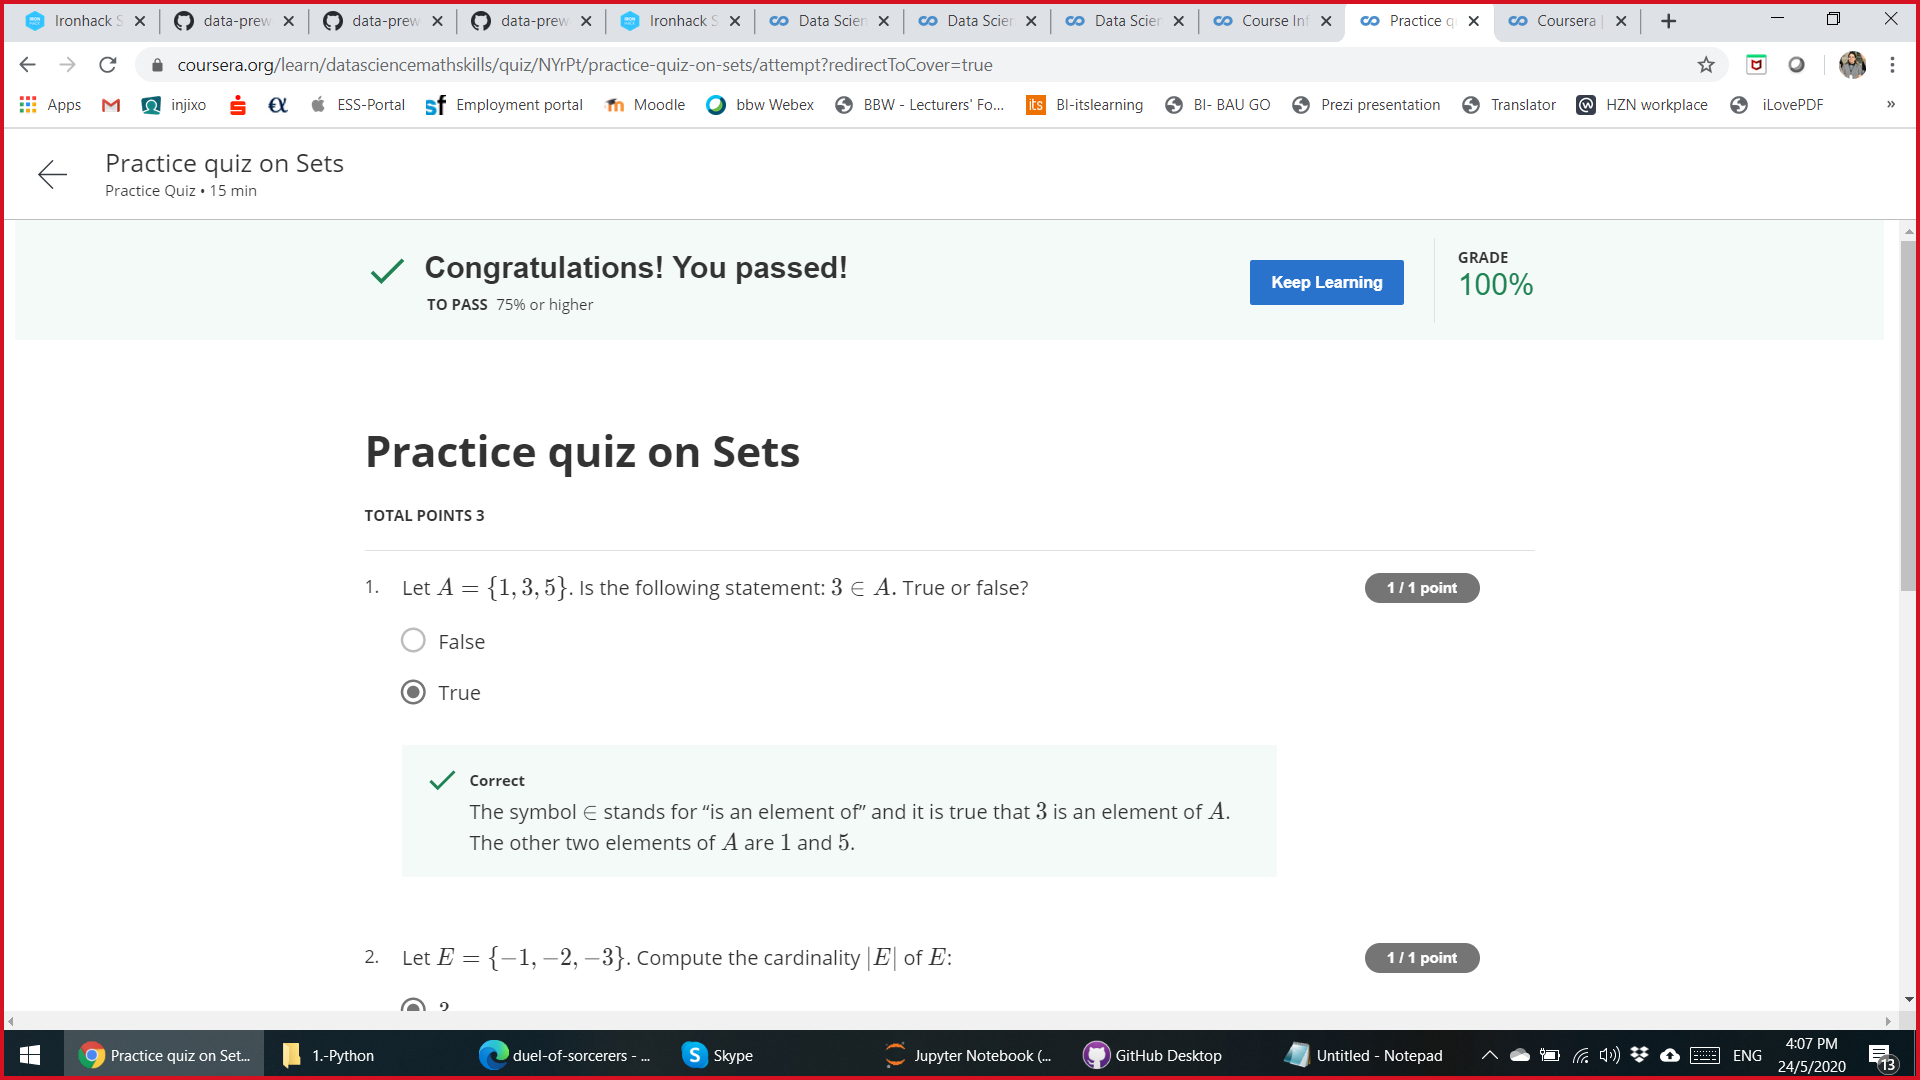 Ironhack S
data-prew
data-prew
data-prew
Ironhack S
Data Scien
Data Scien
Data Scien
Course Inf
Practice q
Coursera |
coursera.org/learn/datasciencemathskills/quiz/NYrPt/practice-quiz-on-sets/attempt?redirectToCover=true
Apps
injixo
ESS-Portal
sf
Employment portal
Moodle
bbw Webex
BBW - Lecturers' Fo...
its
BI-itslearning
BI- BAU GO
Prezi presentation
Translator
HZN workplace
iLovePDF
»
Practice quiz on Sets
Practice Quiz • 15 min
Congratulations! You passed!
TO PASS 75% or higher
Keep Learning
GRADE
100%
Practice quiz on Sets
TOTAL POINTS 3
1. Let A = {1, 3, 5}. Is the following statement: 3 ∈ A. True or false?
1 / 1 point
False
True
Correct
The symbol ∈ stands for “is an element of” and it is true that 3 is an element of A.
The other two elements of A are 1 and 5.
2. Let E = {−1, −2, −3}. Compute the cardinality |E| of E:
1 / 1 point
Practice quiz on Set...
1.-Python
duel-of-sorcerers - ...
Skype
Jupyter Notebook (...
GitHub Desktop
Untitled - Notepad
ENG
4:07 PM
24/5/2020
13